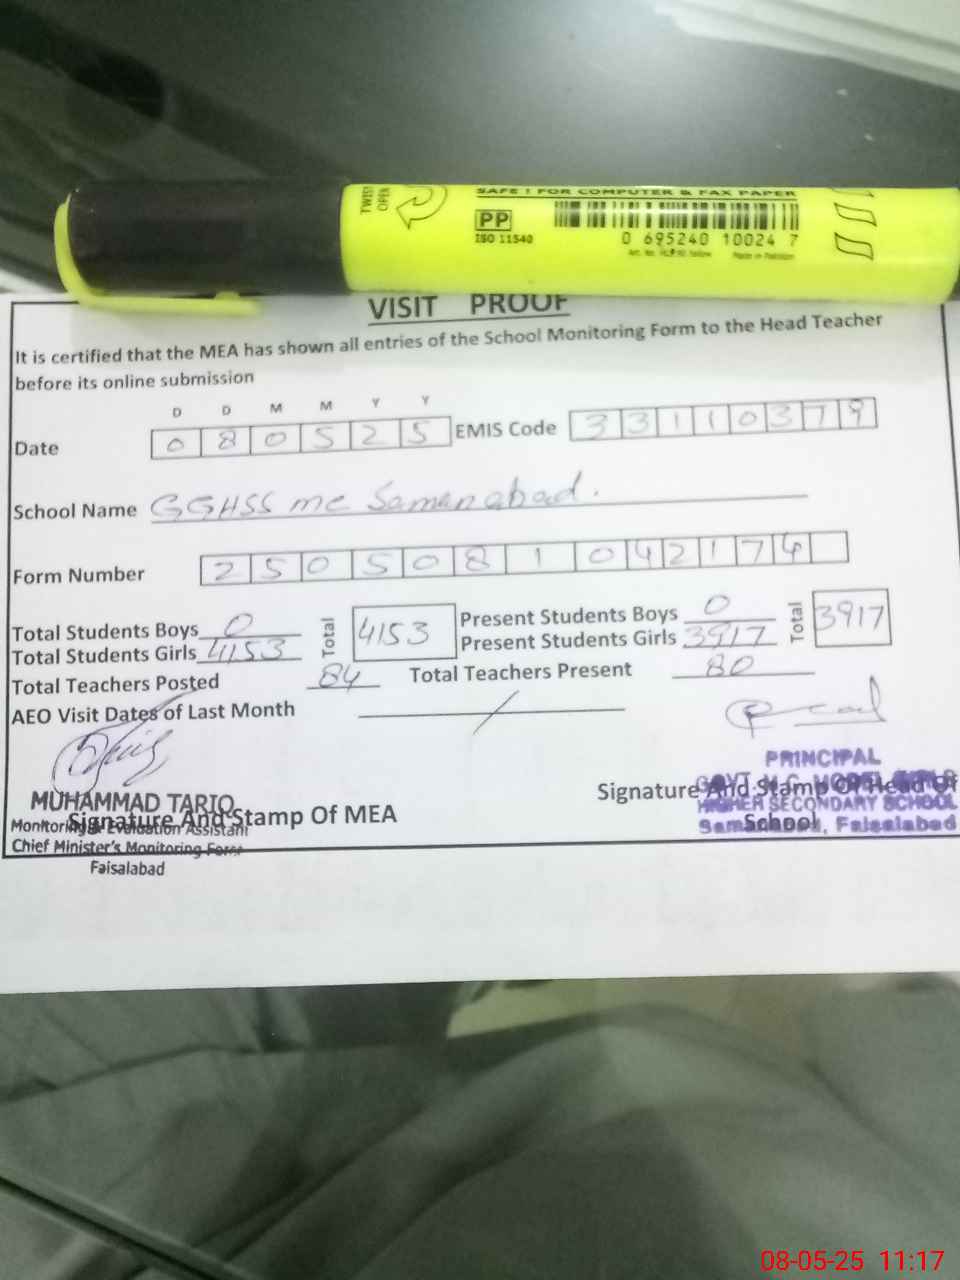 TWIST
OPEN
SAFE ! FOR COMPUTER & FAX PAPER
PP
ISO 11540
0 695240 10024 7
Made in Pakistan
VISIT PROOF
It is certified that the MEA has shown all entries of the School Monitoring Form to the Head Teacher
before its online submission
D D M M Y Y
Date 0 8 0 5 2 5 EMIS Code 3 3 1 1 0 3 7 9
School Name GGHSS mc Samanabad.
Form Number 2 5 0 5 0 8 1 0 4 2 1 7 4
Total Students Boys 0 Total 4153 Present Students Boys 0 Total 3917
Total Students Girls 4153 Present Students Girls 3917
Total Teachers Posted 84 Total Teachers Present 80
AEO Visit Dates of Last Month /
PRINCIPAL
GOVT M.C. MODEL GIRLS
HIGHER SECONDARY SCHOOL
Samanabad, Faisalabad
Signature And Stamp Of Head Of
School
MUHAMMAD TARIQ
Signature And Stamp Of MEA
Monitoring & Evaluation Assistant
Chief Minister's Monitoring Force
Faisalabad
08-05-25 11:17